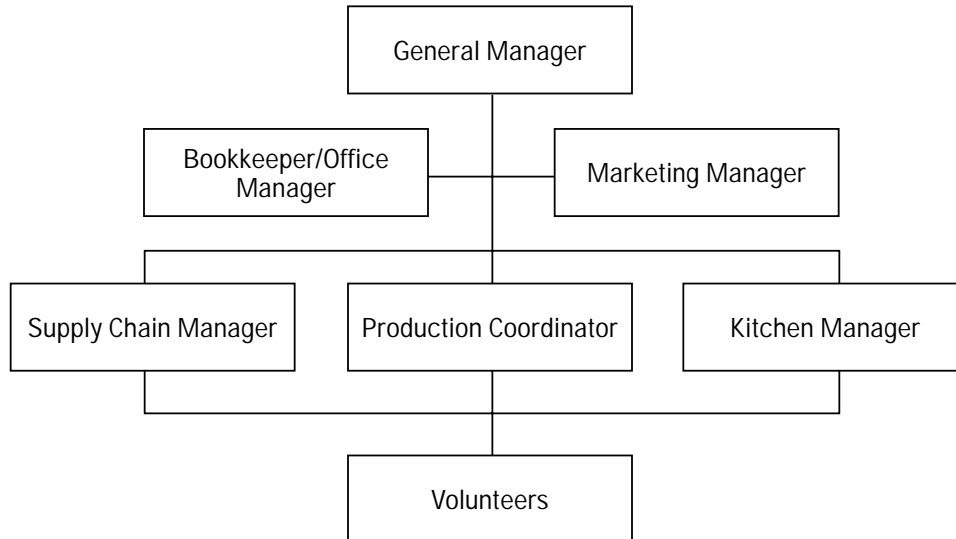 General Manager
Bookkeeper/Office
Manager
Marketing Manager
Supply Chain Manager
Production Coordinator
Kitchen Manager
Volunteers